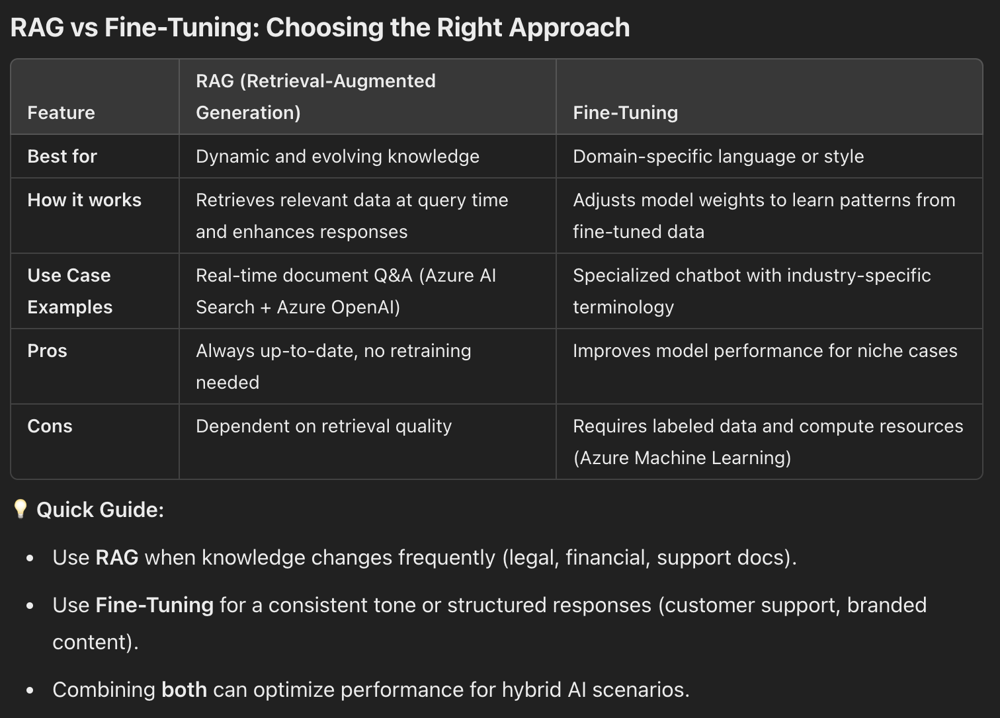 RAG vs Fine-Tuning: Choosing the Right Approach
Feature
RAG (Retrieval-Augmented
Generation)
Fine-Tuning
Best for
Dynamic and evolving knowledge
Domain-specific language or style
How it works
Retrieves relevant data at query time
and enhances responses
Adjusts model weights to learn patterns from
fine-tuned data
Use Case
Examples
Real-time document Q&A (Azure AI
Search + Azure OpenAI)
Specialized chatbot with industry-specific
terminology
Pros
Always up-to-date, no retraining
needed
Improves model performance for niche cases
Cons
Dependent on retrieval quality
Requires labeled data and compute resources
(Azure Machine Learning)
💡 Quick Guide:
• Use RAG when knowledge changes frequently (legal, financial, support docs).
• Use Fine-Tuning for a consistent tone or structured responses (customer support, branded
content).
• Combining both can optimize performance for hybrid AI scenarios.